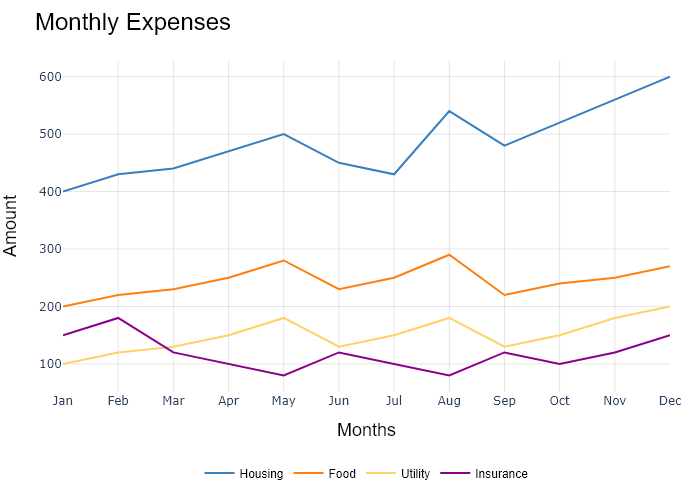 Monthly Expenses
Amount
600
500
400
300
200
100
Jan Feb Mar Apr May Jun Jul Aug Sep Oct Nov Dec
Months
Housing Food Utility Insurance